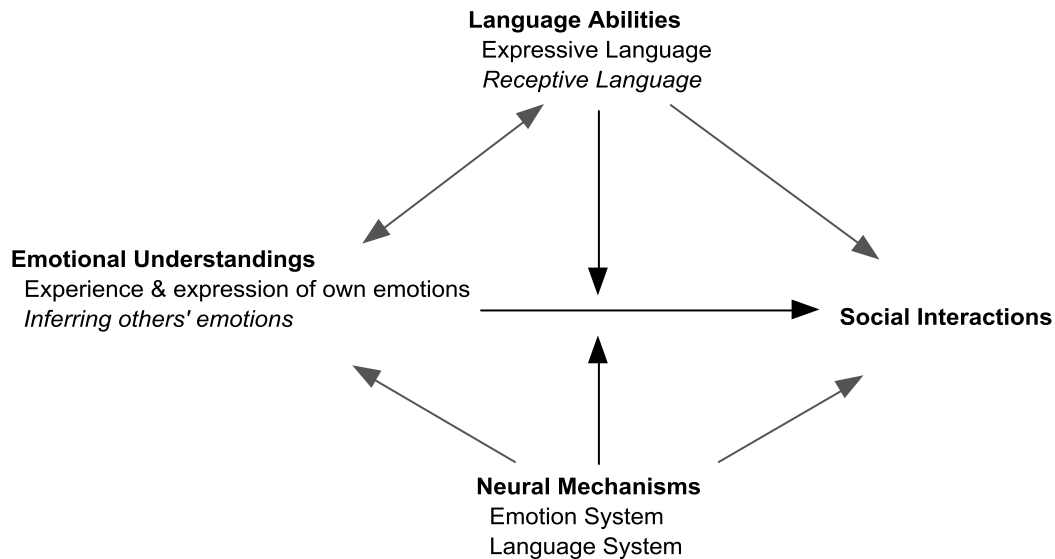 Language Abilities
Expressive Language
Receptive Language
Emotional Understandings
Experience & expression of own emotions
Inferring others' emotions
Social Interactions
Neural Mechanisms
Emotion System
Language System